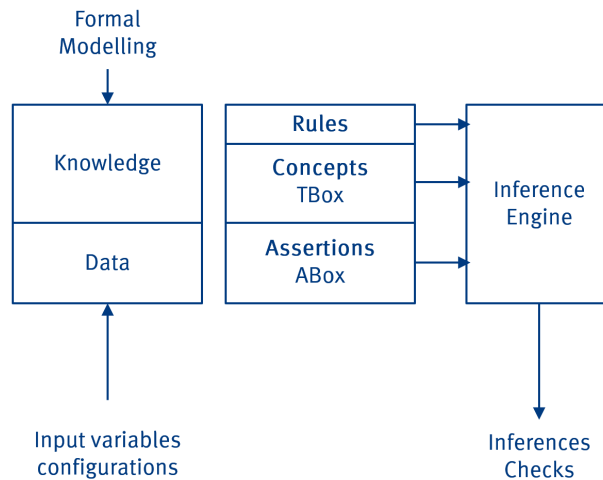 Formal
Modelling
Knowledge
Data
Input variables
configurations
Rules
Concepts
TBox
Assertions
ABox
Inference
Engine
Inferences
Checks